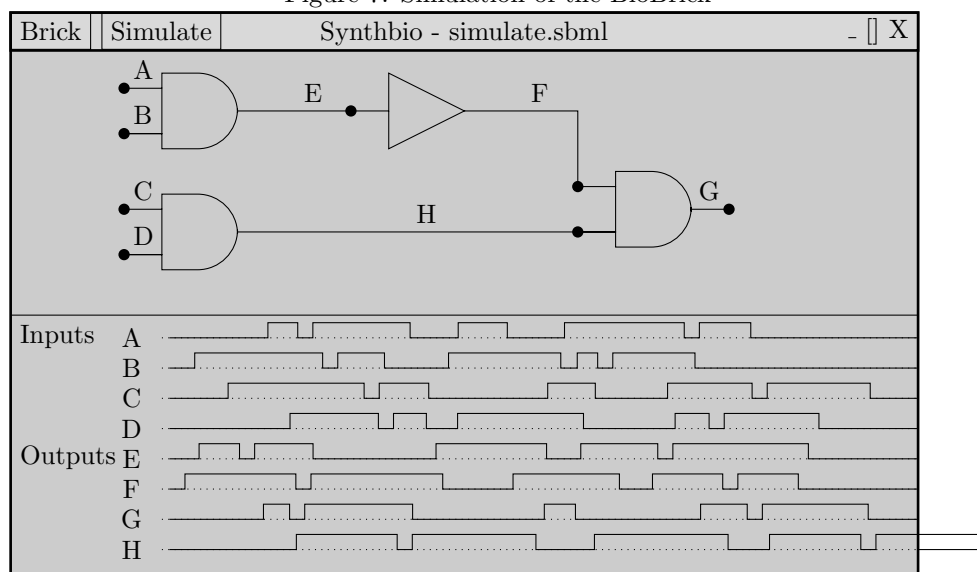 Figure 7: Simulation of the BioBrick
Brick Simulate Synthbio - simulate.sbml _ [] X
A
E F
B
C G
H
D
Inputs A
B
C
D
Outputs E
F
G
H